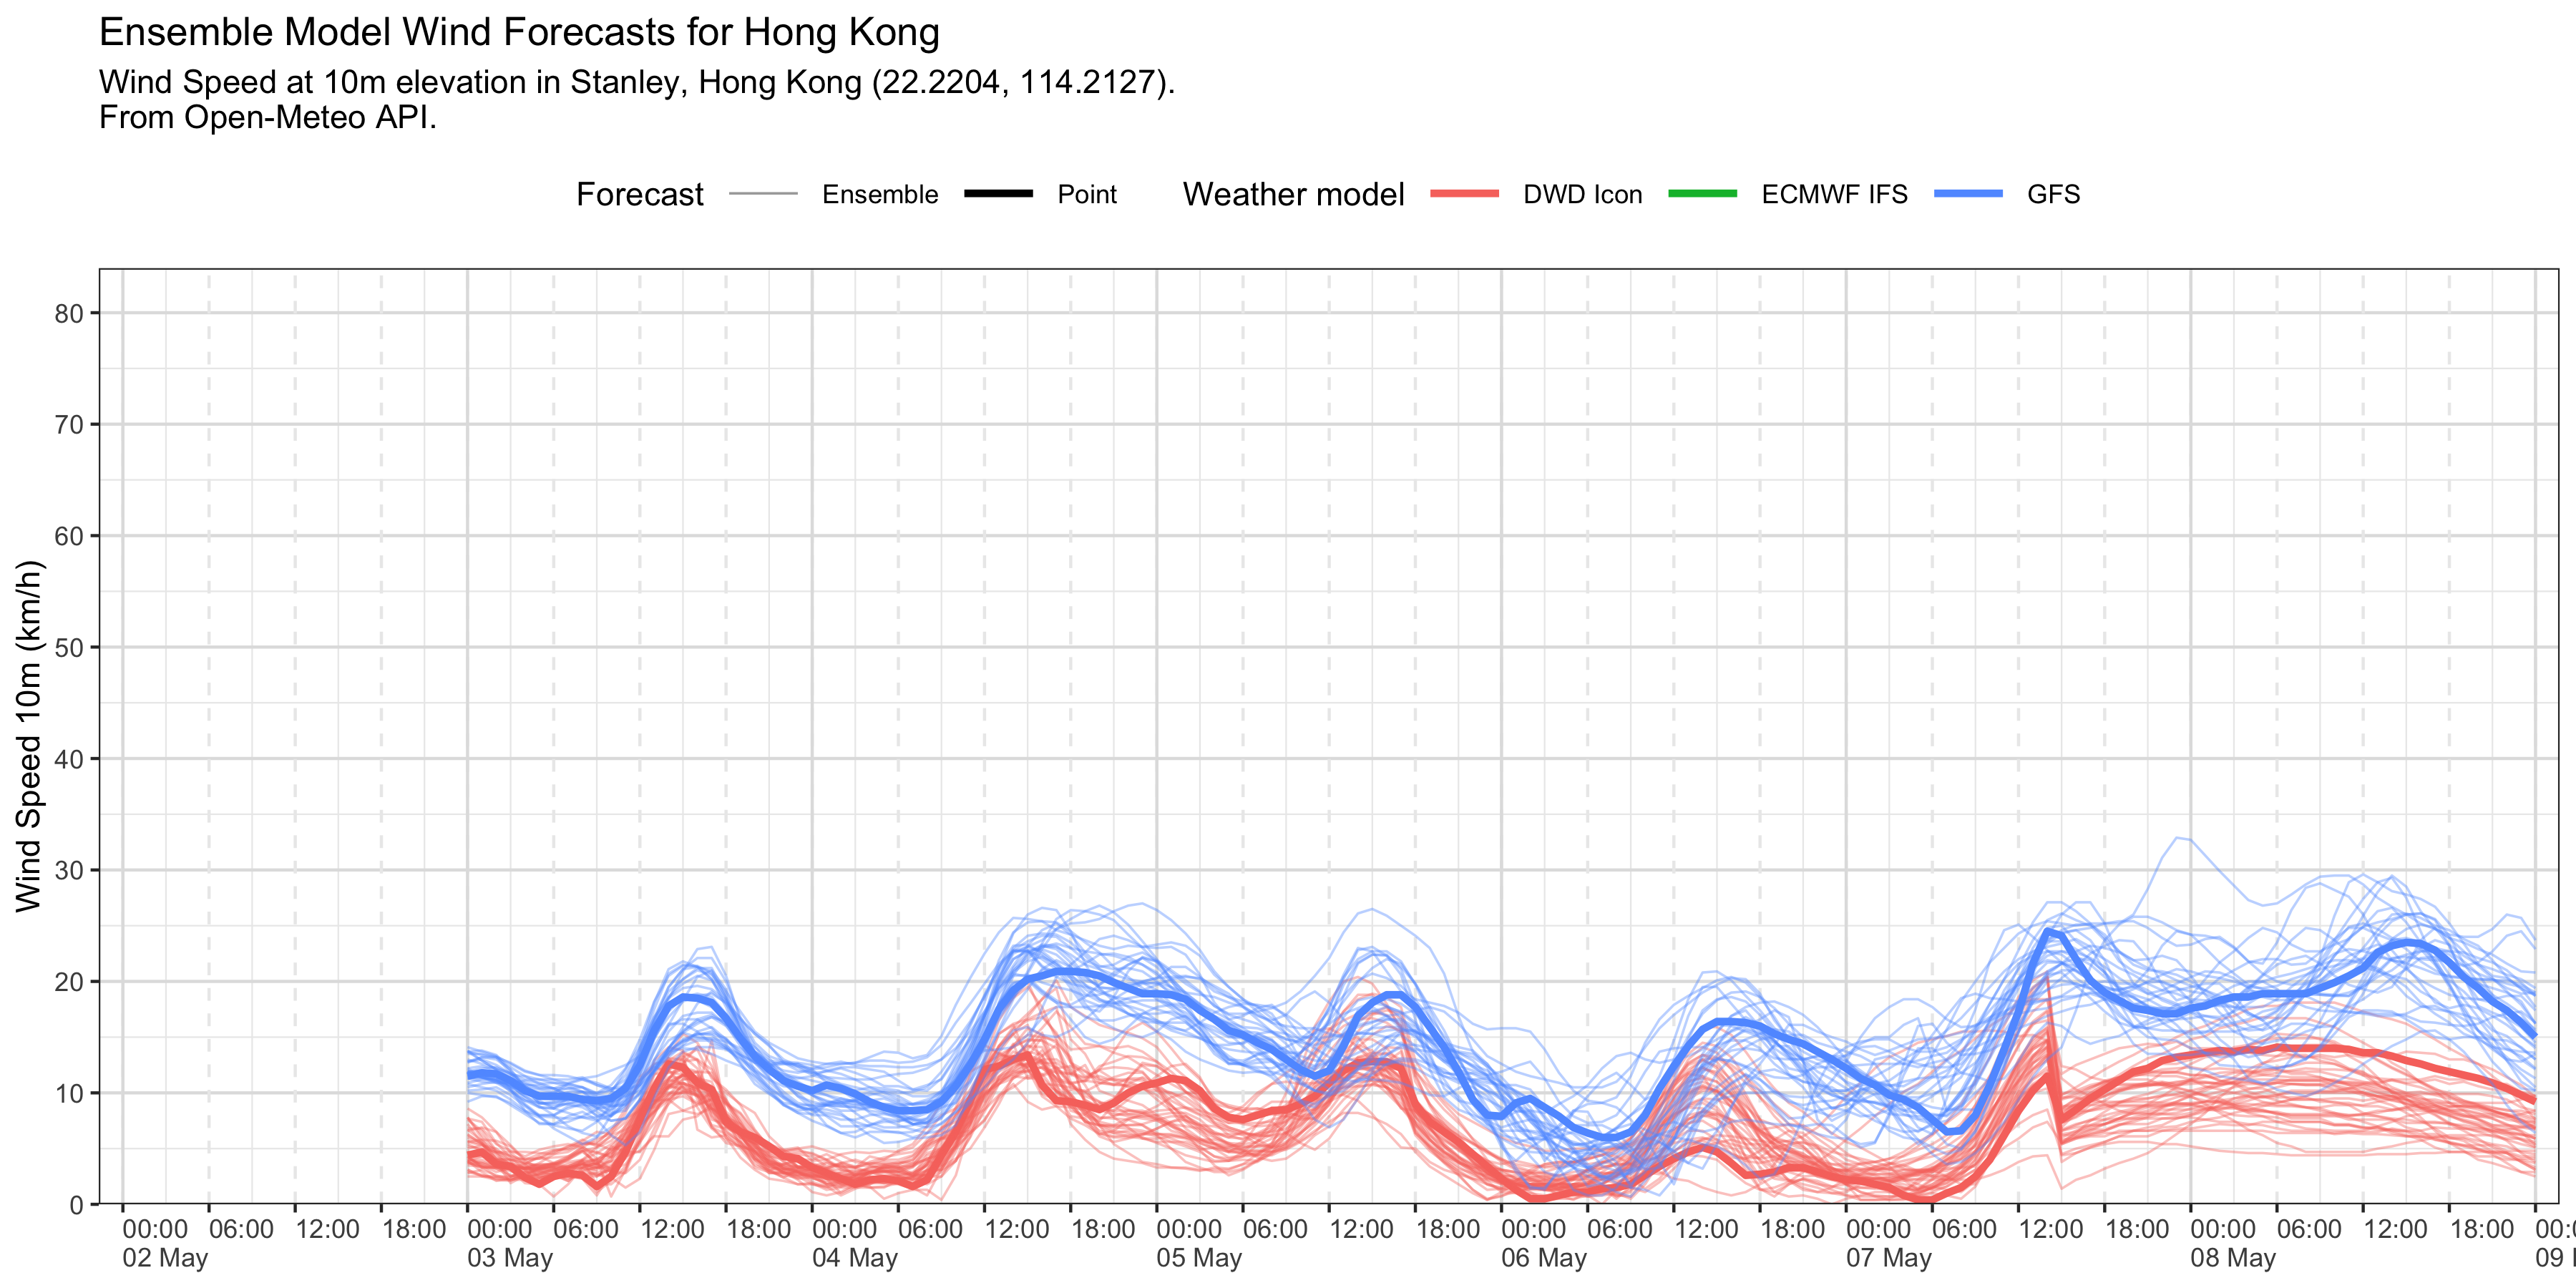 Ensemble Model Wind Forecasts for Hong Kong
Wind Speed at 10m elevation in Stanley, Hong Kong (22.2204, 114.2127).
From Open-Meteo API.
Forecast Ensemble Point Weather model DWD Icon ECMWF IFS GFS
Wind Speed 10m (km/h)
80
70
60
50
40
30
20
10
0
00:00 06:00 12:00 18:00 00:00 06:00 12:00 18:00 00:00 06:00 12:00 18:00 00:00 06:00 12:00 18:00 00:00 06:00 12:00 18:00 00:00 06:00 12:00 18:00 00:00 06:00 12:00 18:00
02 May 03 May 04 May 05 May 06 May 07 May 08 May 09